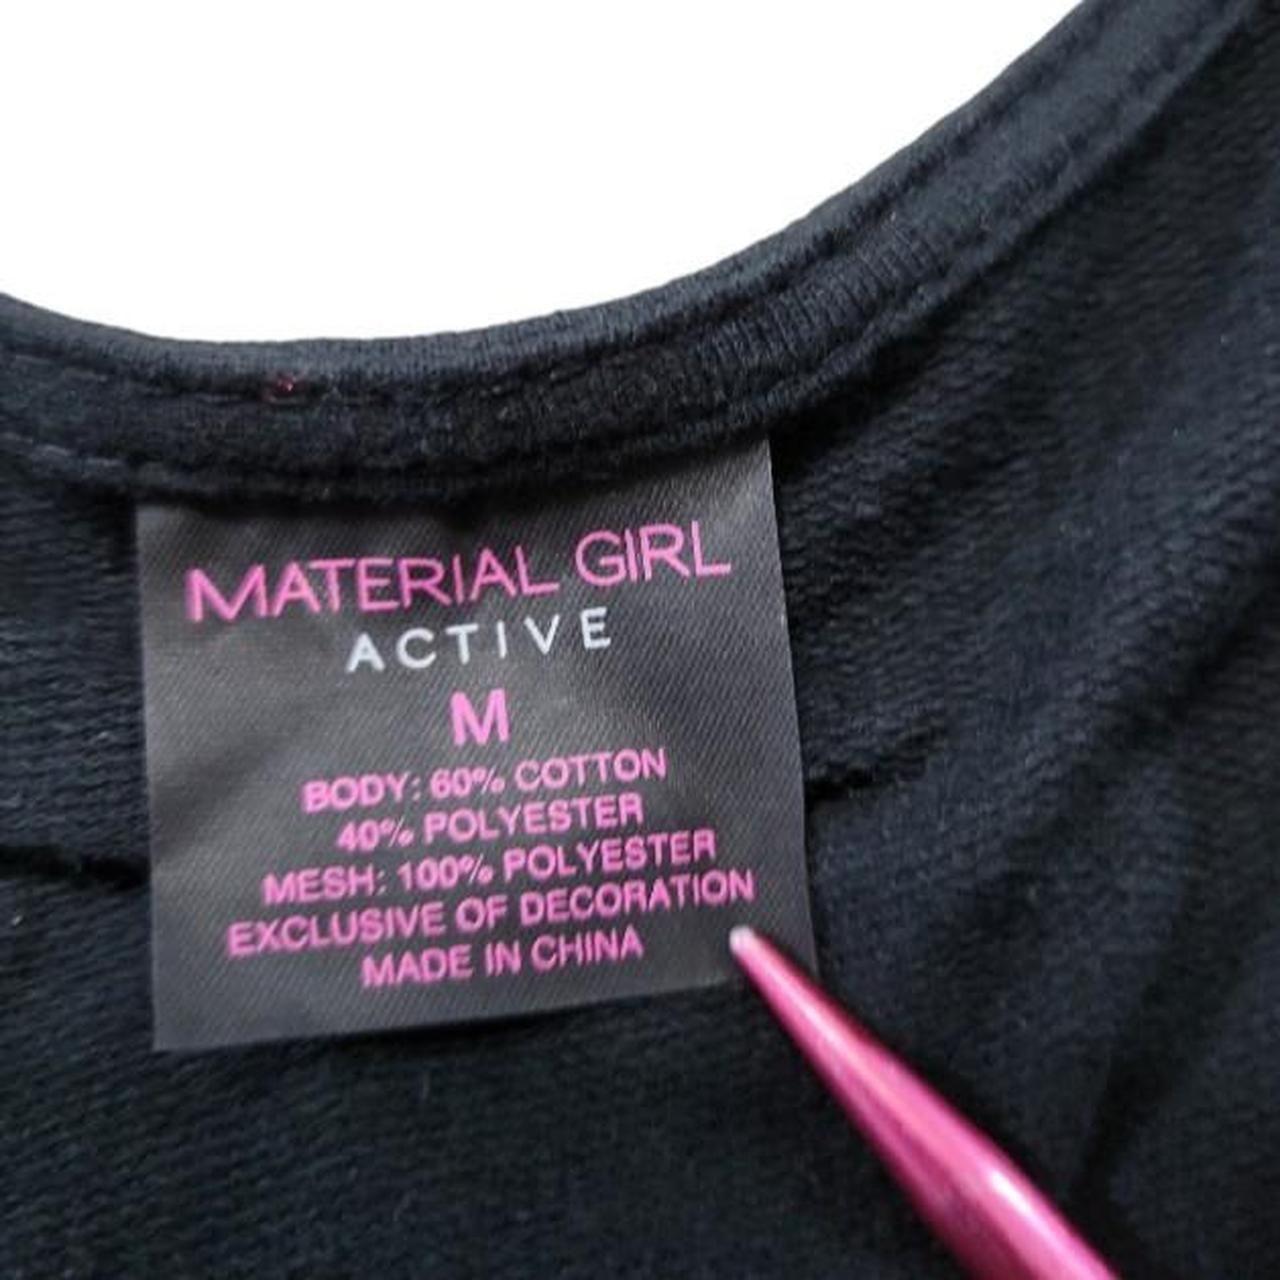 MATERIAL GIRL
ACTIVE
M
BODY: 60% COTTON
40% POLYESTER
MESH: 100% POLYESTER
EXCLUSIVE OF DECORATION
MADE IN CHINA